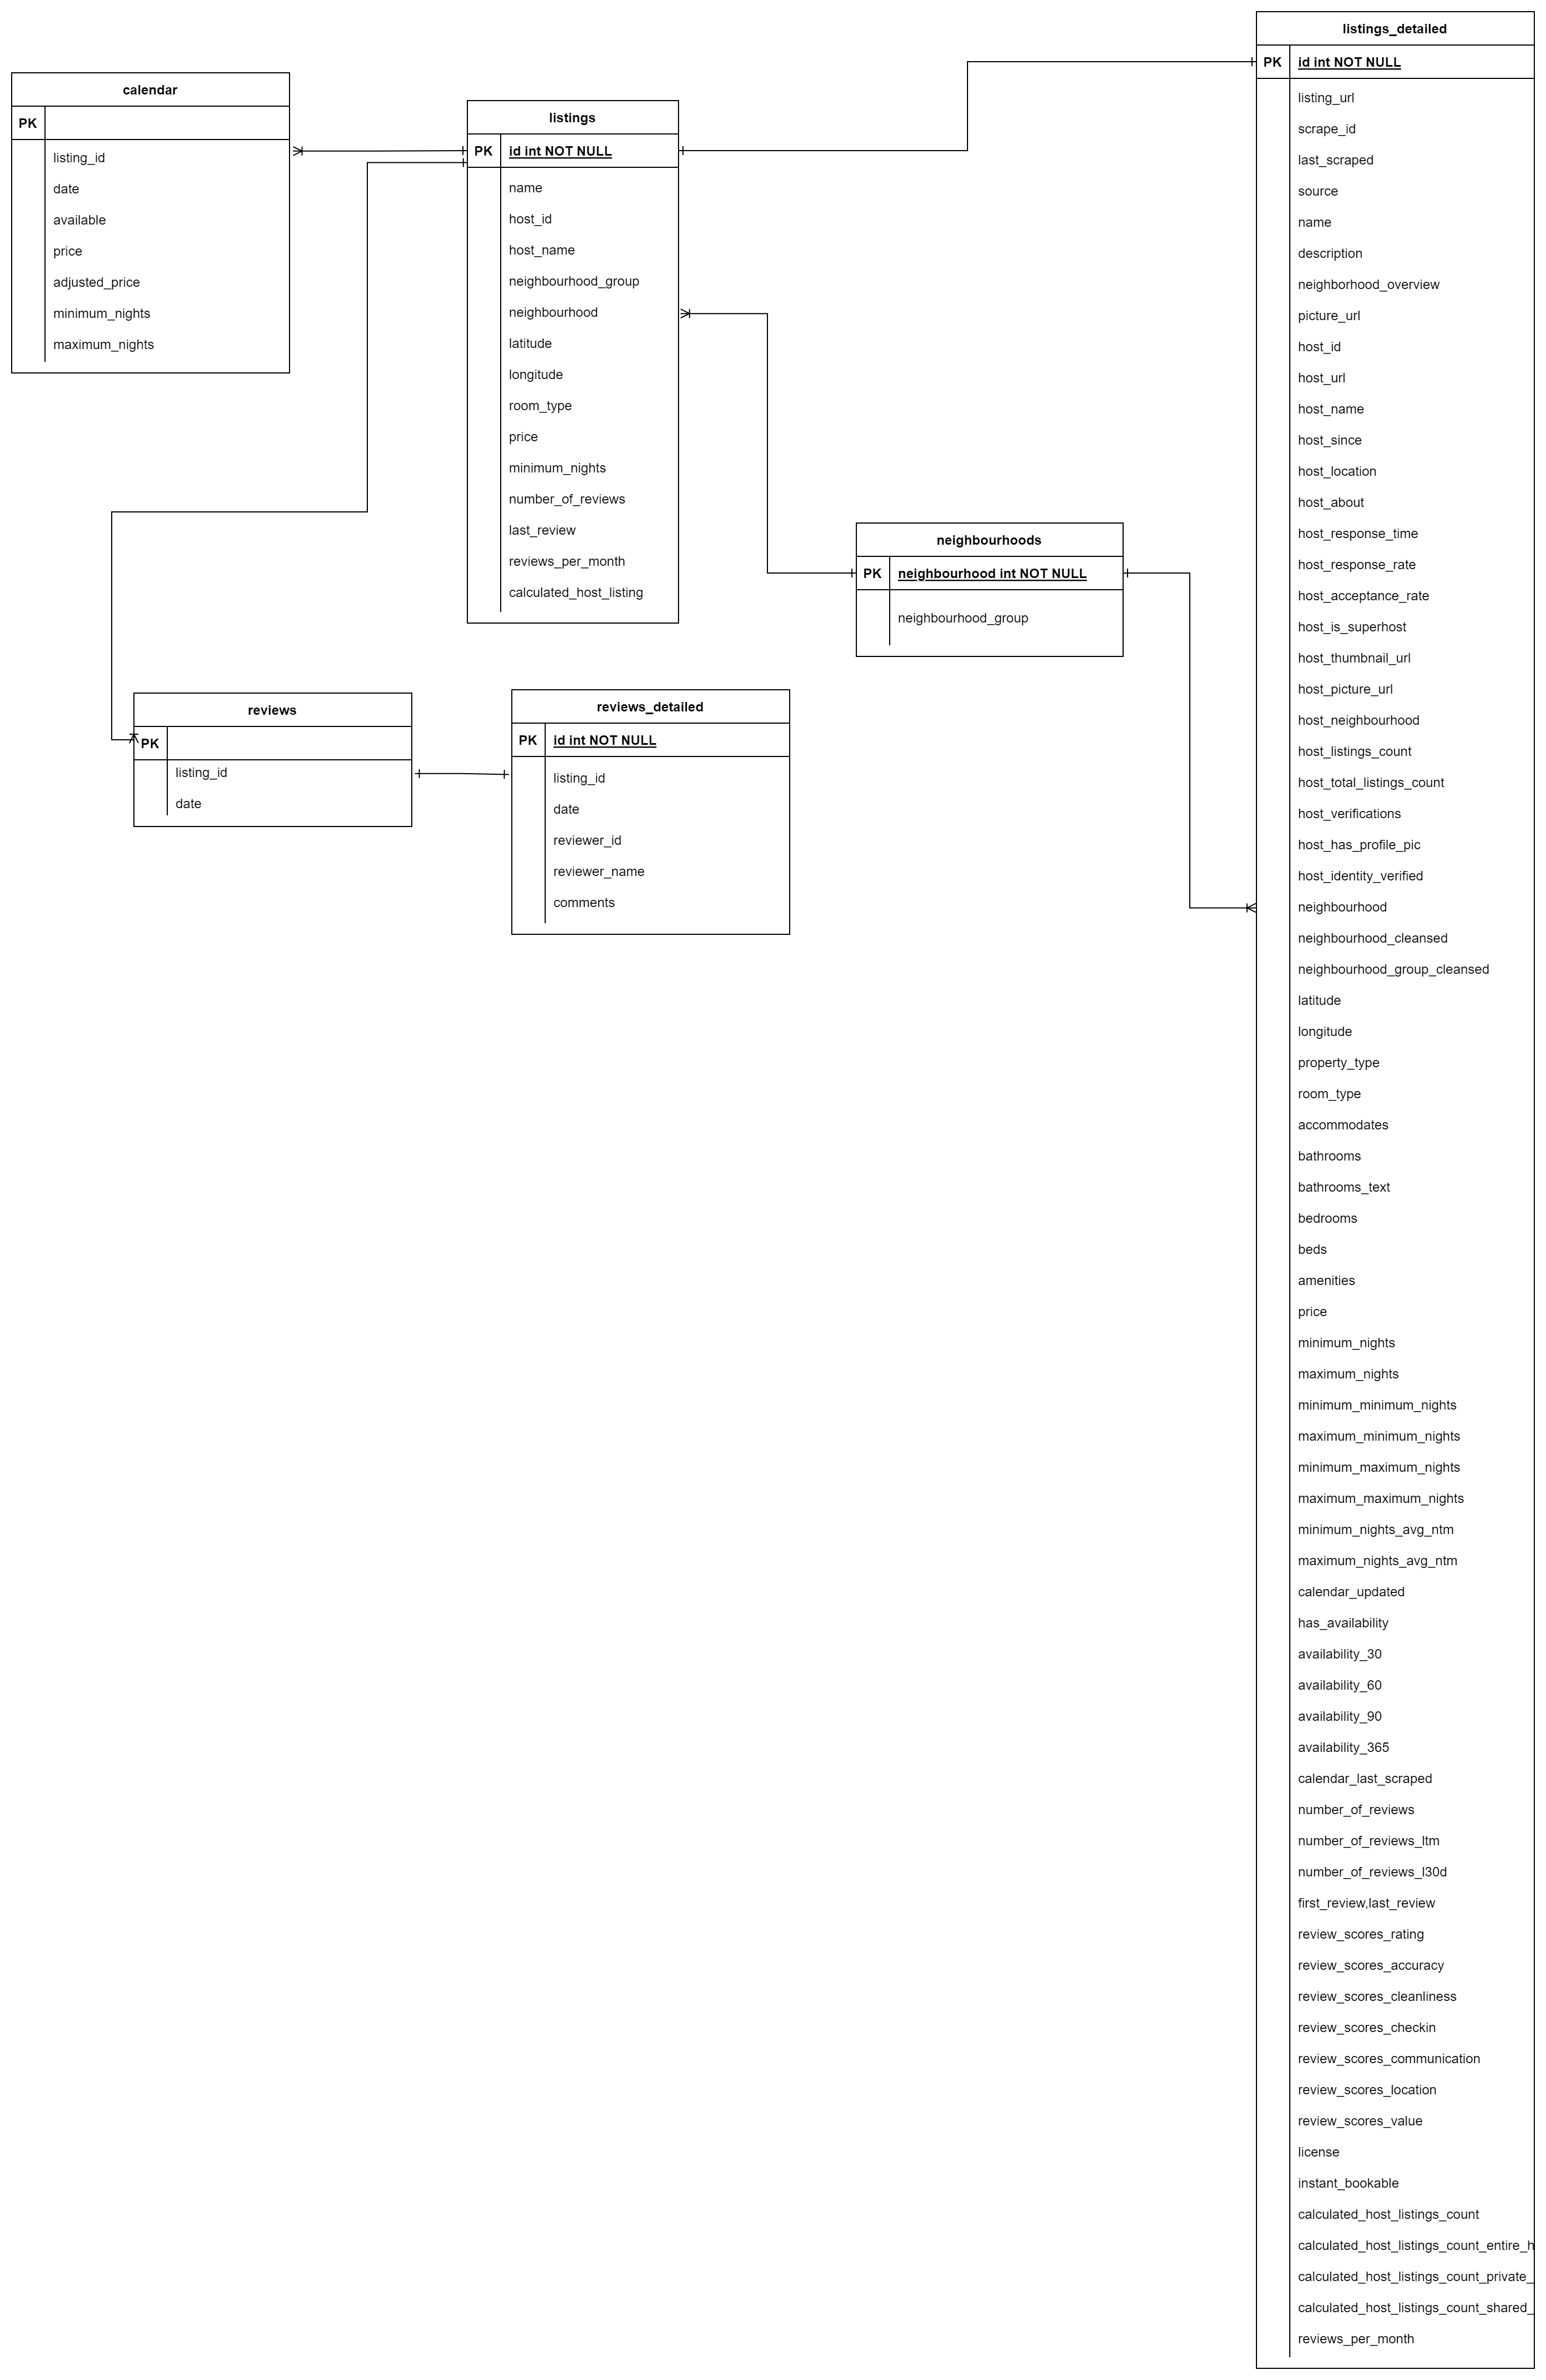 calendar
PK
listing_id
date
available
price
adjusted_price
minimum_nights
maximum_nights
listings
PK
id int NOT NULL
name
host_id
host_name
neighbourhood_group
neighbourhood
latitude
longitude
room_type
price
minimum_nights
number_of_reviews
last_review
reviews_per_month
calculated_host_listing
neighbourhoods
PK
neighbourhood int NOT NULL
neighbourhood_group
reviews
PK
listing_id
date
reviews_detailed
PK
id int NOT NULL
listing_id
date
reviewer_id
reviewer_name
comments
listings_detailed
PK
id int NOT NULL
listing_url
scrape_id
last_scraped
source
name
description
neighborhood_overview
picture_url
host_id
host_url
host_name
host_since
host_location
host_about
host_response_time
host_response_rate
host_acceptance_rate
host_is_superhost
host_thumbnail_url
host_picture_url
host_neighbourhood
host_listings_count
host_total_listings_count
host_verifications
host_has_profile_pic
host_identity_verified
neighbourhood
neighbourhood_cleansed
neighbourhood_group_cleansed
latitude
longitude
property_type
room_type
accommodates
bathrooms
bathrooms_text
bedrooms
beds
amenities
price
minimum_nights
maximum_nights
minimum_minimum_nights
maximum_minimum_nights
minimum_maximum_nights
maximum_maximum_nights
minimum_nights_avg_ntm
maximum_nights_avg_ntm
calendar_updated
has_availability
availability_30
availability_60
availability_90
availability_365
calendar_last_scraped
number_of_reviews
number_of_reviews_ltm
number_of_reviews_l30d
first_review,last_review
review_scores_rating
review_scores_accuracy
review_scores_cleanliness
review_scores_checkin
review_scores_communication
review_scores_location
review_scores_value
license
instant_bookable
calculated_host_listings_count
calculated_host_listings_count_entire_h
calculated_host_listings_count_private_
calculated_host_listings_count_shared_
reviews_per_month